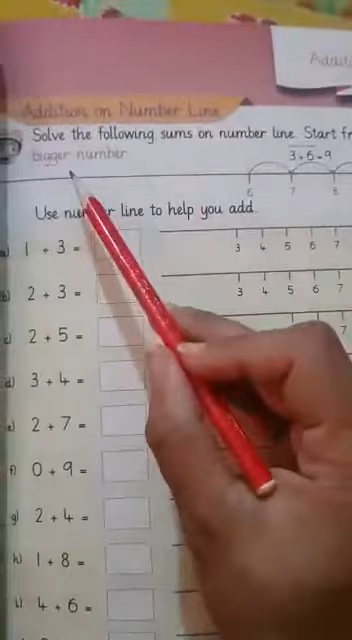 Addition on Number Line
Solve the following sums on number line. Start
bigger number
3+6=9
6 7 8
Use number line to help you add.
1 + 3 =
3 4 5 6 7
b) 2 + 3 =
3 4 5 6 7
c) 2 + 5 =
7
d) 3 + 4 =
e) 2 + 7 =
f) 0 + 9 =
g) 2 + 4 =
h) 1 + 8 =
i) 4 + 6 =